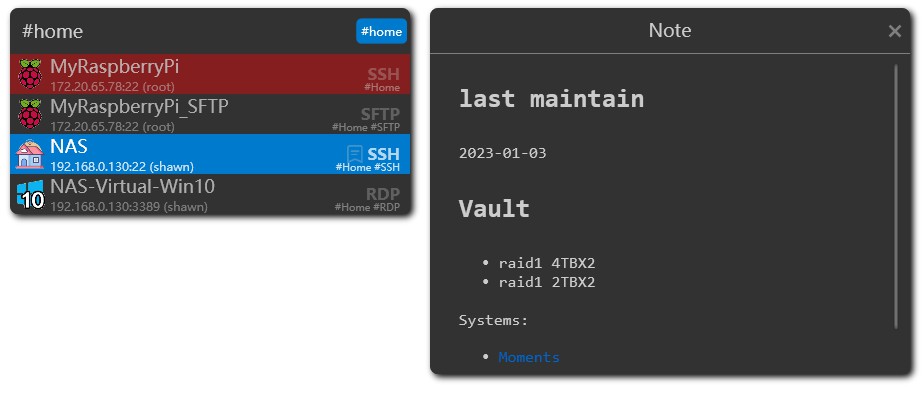 #home
#home
MyRaspberryPi
SSH
172.20.65.78:22 (root)
#Home
MyRaspberryPi_SFTP
SFTP
172.20.65.78:22 (root)
#Home #SFTP
NAS
SSH
192.168.0.130:22 (shawn)
#Home #SSH
10
NAS-Virtual-Win10
RDP
192.168.0.130:3389 (shawn)
#Home #RDP
Note
last maintain
2023-01-03
Vault
• raid1 4TBX2
• raid1 2TBX2
Systems:
• Moments